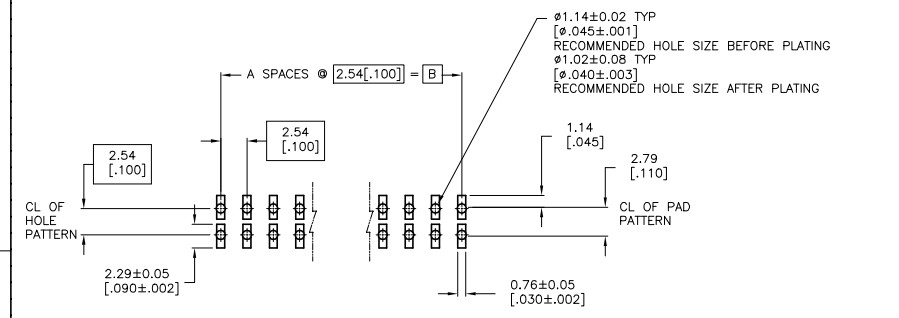 ø1.14±0.02 TYP
[ø.045±.001]
RECOMMENDED HOLE SIZE BEFORE PLATING
ø1.02±0.08 TYP
[ø.040±.003]
RECOMMENDED HOLE SIZE AFTER PLATING
A SPACES @ 2.54[.100] = B
2.54
[.100]
2.54
[.100]
1.14
[.045]
2.79
[.110]
CL OF
HOLE
PATTERN
CL OF PAD
PATTERN
2.29±0.05
[.090±.002]
0.76±0.05
[.030±.002]